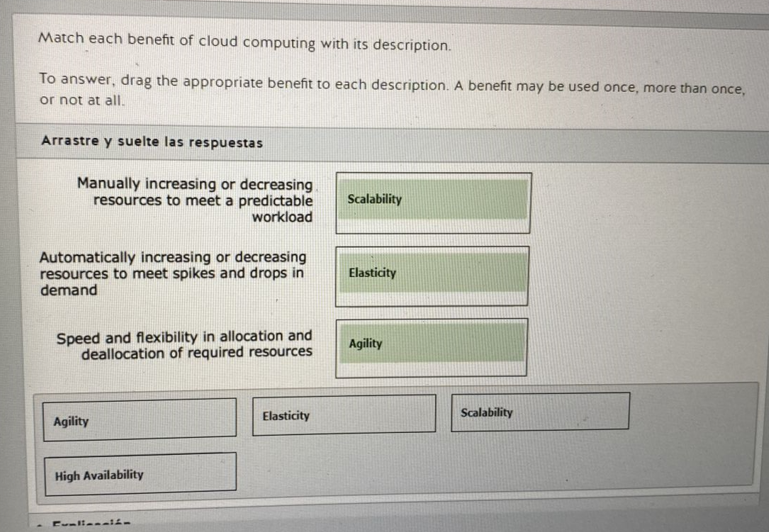 Match each benefit of cloud computing with its description.
To answer, drag the appropriate benefit to each description. A benefit may be used once, more than once,
or not at all.
Arrastre y suelte las respuestas
Manually increasing or decreasing
resources to meet a predictable
workload
Scalability
Automatically increasing or decreasing
resources to meet spikes and drops in
demand
Elasticity
Speed and flexibility in allocation and
deallocation of required resources
Agility
Agility
Elasticity
Scalability
High Availability